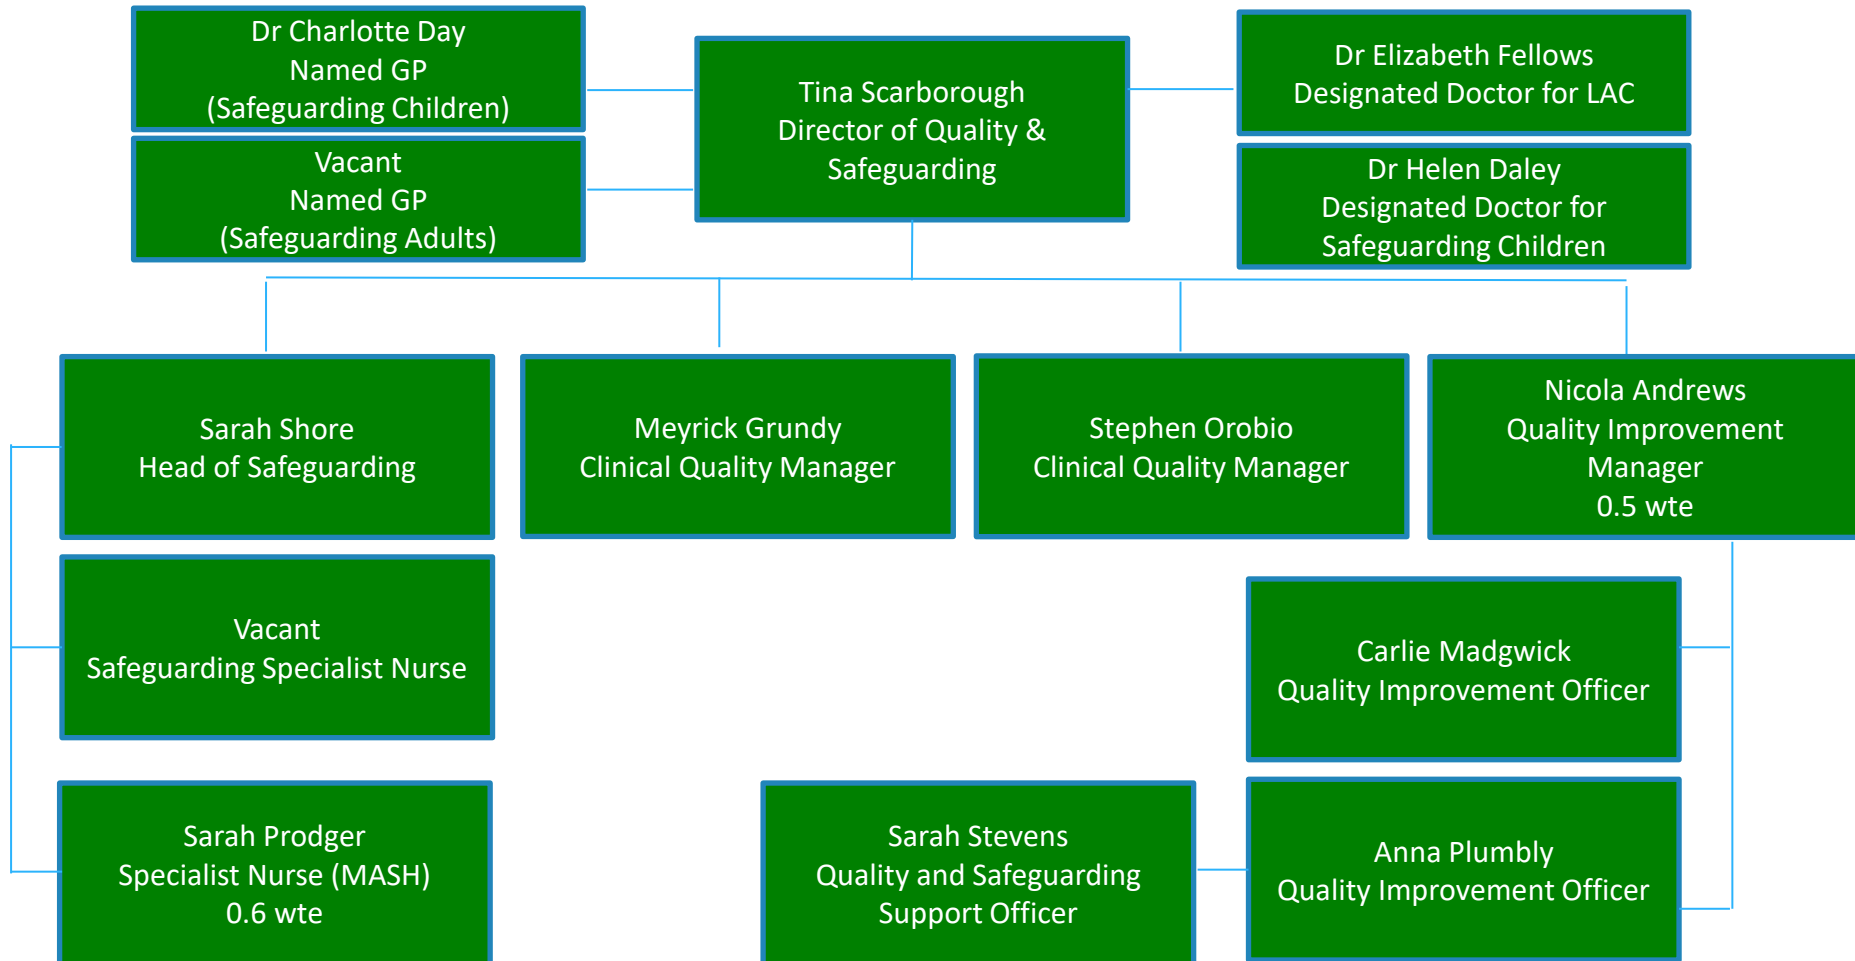 Dr Charlotte Day
Named GP
(Safeguarding Children)
Vacant
Named GP
(Safeguarding Adults)
Tina Scarborough
Director of Quality &
Safeguarding
Dr Elizabeth Fellows
Designated Doctor for LAC
Dr Helen Daley
Designated Doctor for
Safeguarding Children
Sarah Shore
Head of Safeguarding
Meyrick Grundy
Clinical Quality Manager
Stephen Orobio
Clinical Quality Manager
Nicola Andrews
Quality Improvement
Manager
0.5 wte
Vacant
Safeguarding Specialist Nurse
Carlie Madgwick
Quality Improvement Officer
Sarah Prodger
Specialist Nurse (MASH)
0.6 wte
Sarah Stevens
Quality and Safeguarding
Support Officer
Anna Plumbly
Quality Improvement Officer